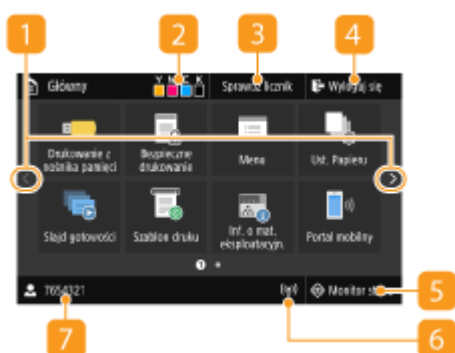 1
2
3
4
Główny
Y M C K
Sprawdź licznik
Wyloguj się
Drukowanie z nośnika pamięci
Bezpieczne drukowanie
Menu
Ust. Papieru
Slajd gotowości
Szablon druku
Inf. o mat. eksploatacyjn.
Portal mobilny
1
7654321
Monitor
5
7
6